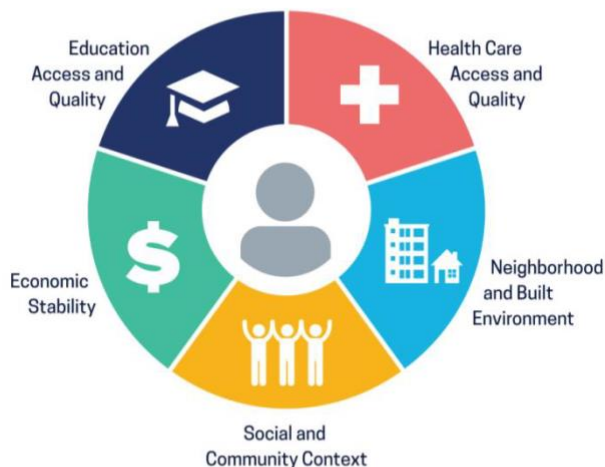 Education
Access and
Quality
Health Care
Access and
Quality
$
Economic
Stability
Neighborhood
and Built
Environment
Social and
Community Context